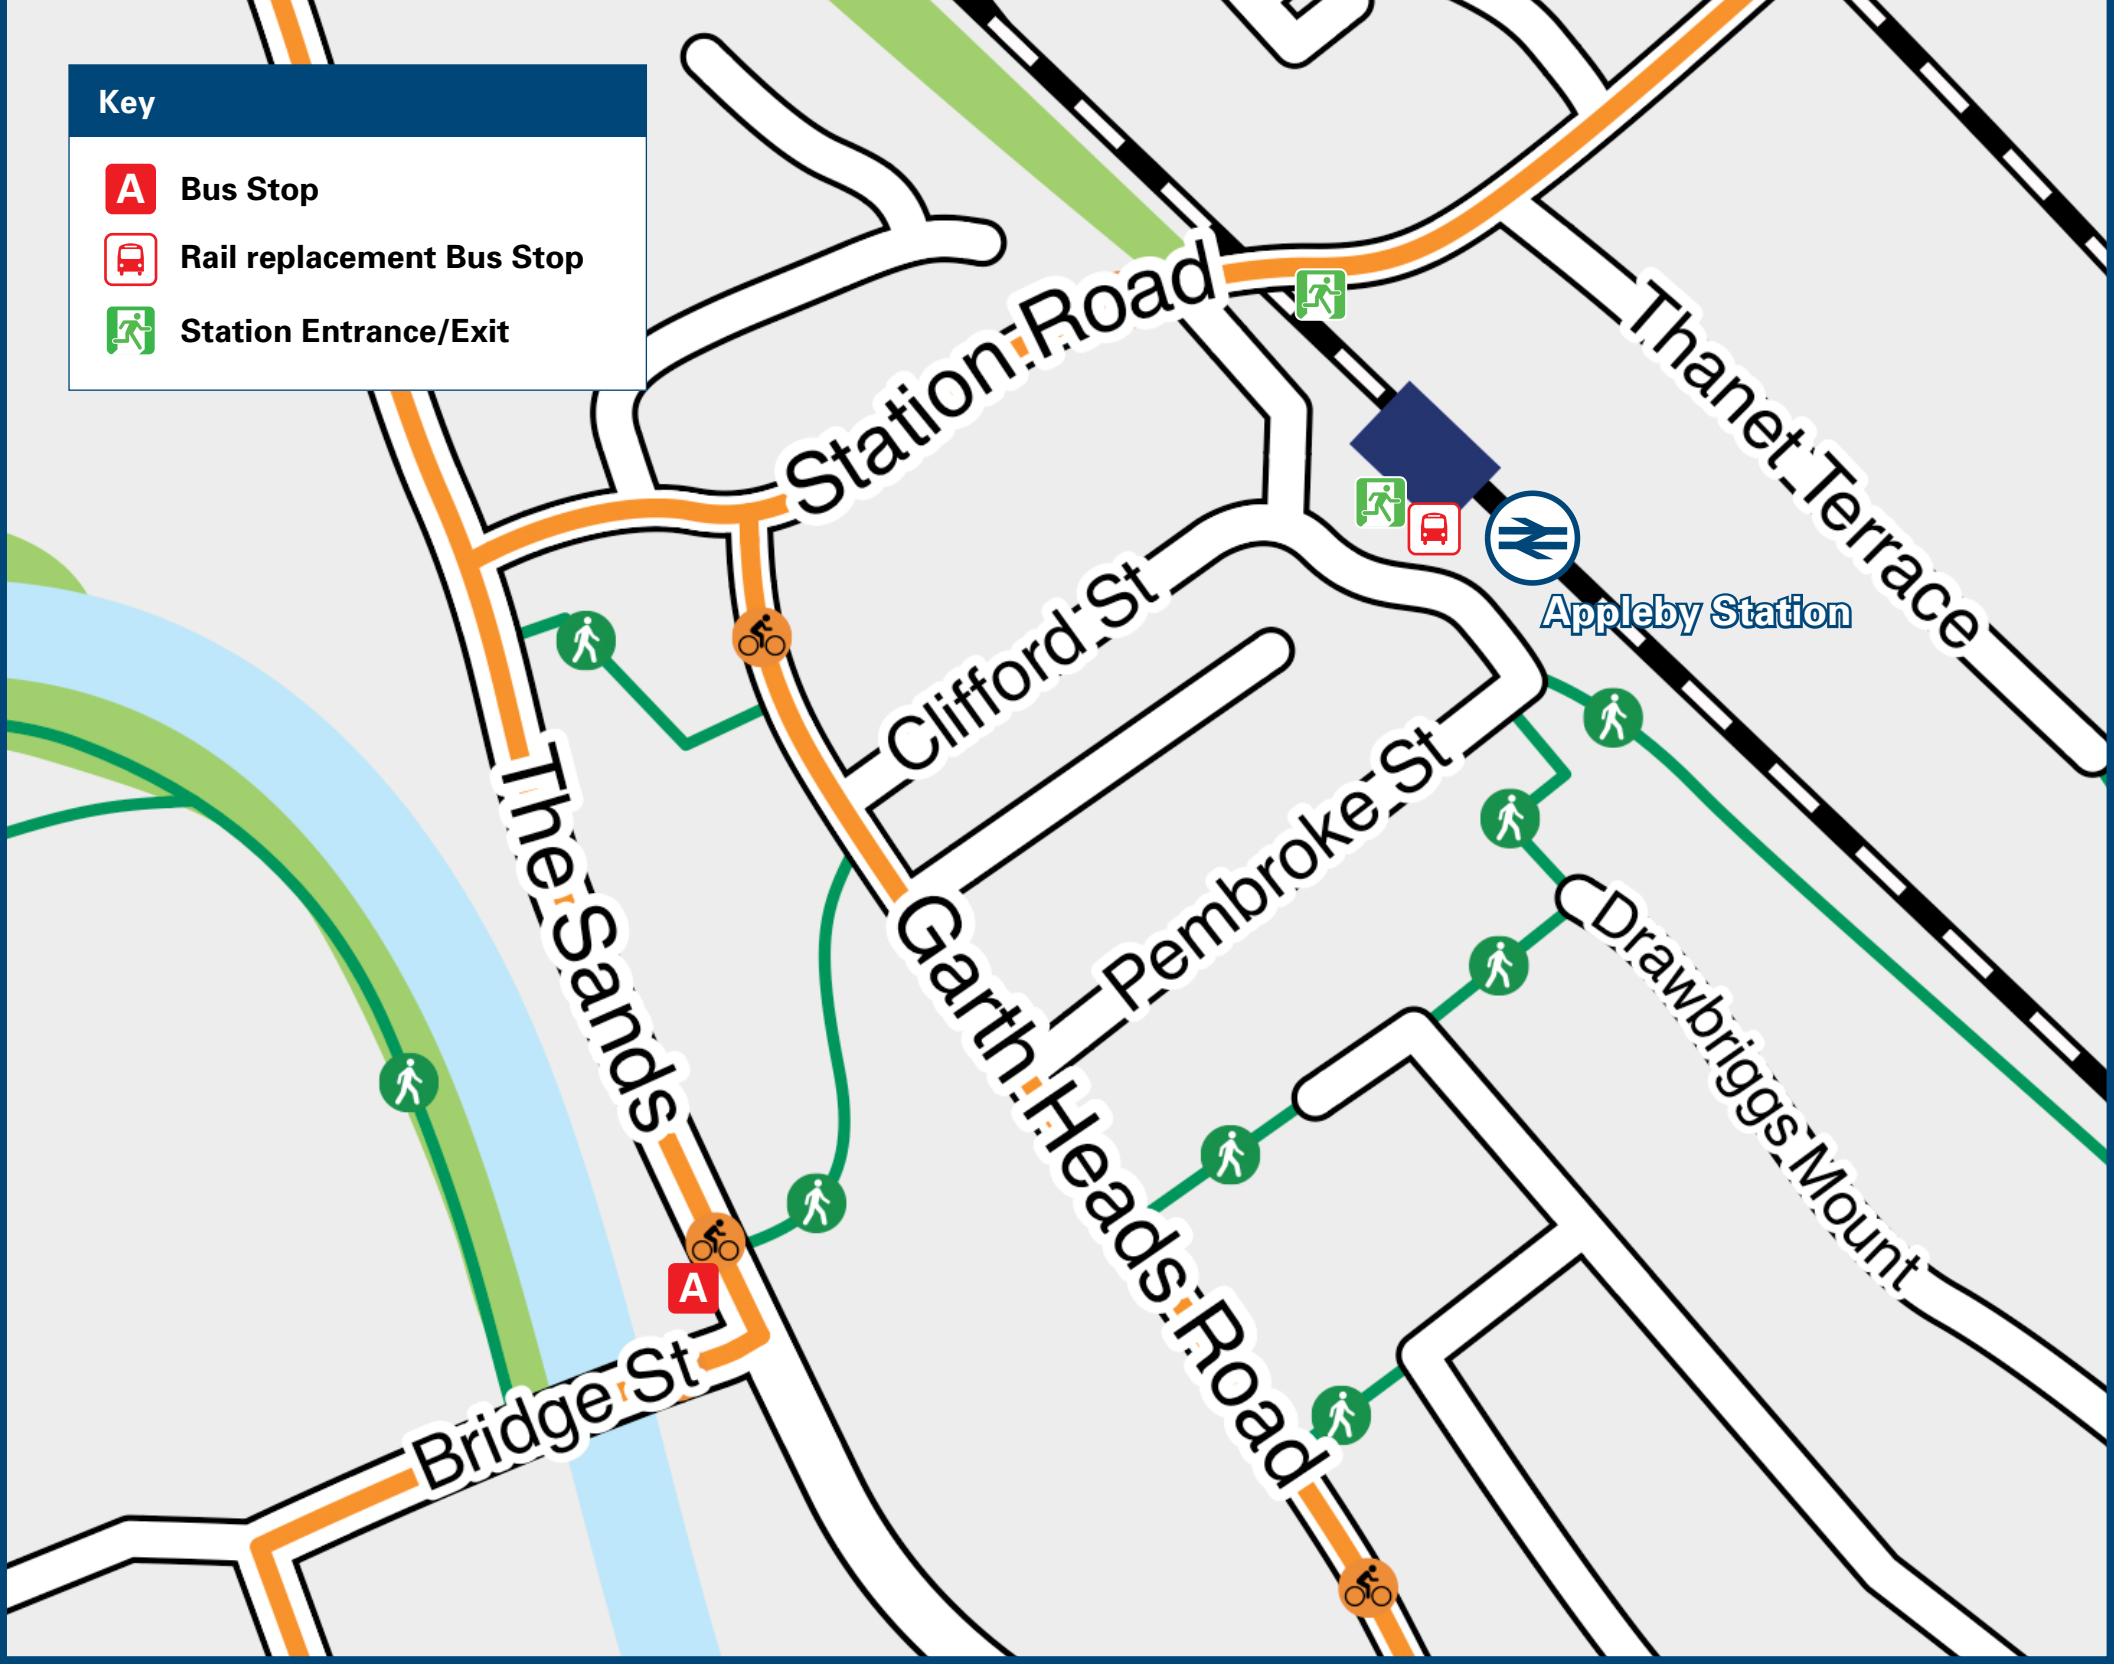 Key
A
Bus Stop
Rail replacement Bus Stop
Station Entrance/Exit
Station Road
Thanet Terrace
Appleby Station
Clifford St
Pembroke St
The Sands
Garth Heads Road
Drawbriggs Mount
A
Bridge St